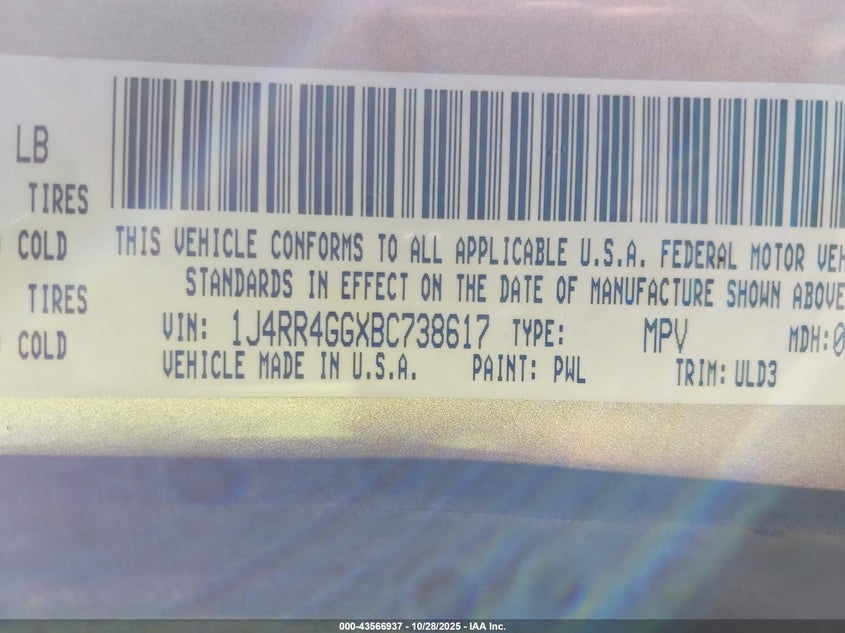 LB
TIRES
COLD
TIRES
COLD
THIS VEHICLE CONFORMS TO ALL APPLICABLE U.S.A. FEDERAL MOTOR VEH
STANDARDS IN EFFECT ON THE DATE OF MANUFACTURE SHOWN ABOVE
VIN: 1J4RR4GGXBC738617 TYPE: MPV MDH:0
VEHICLE MADE IN U.S.A. PAINT: PWL TRIM: ULD3
000-43566937 - 10/28/2025 - IAA Inc.